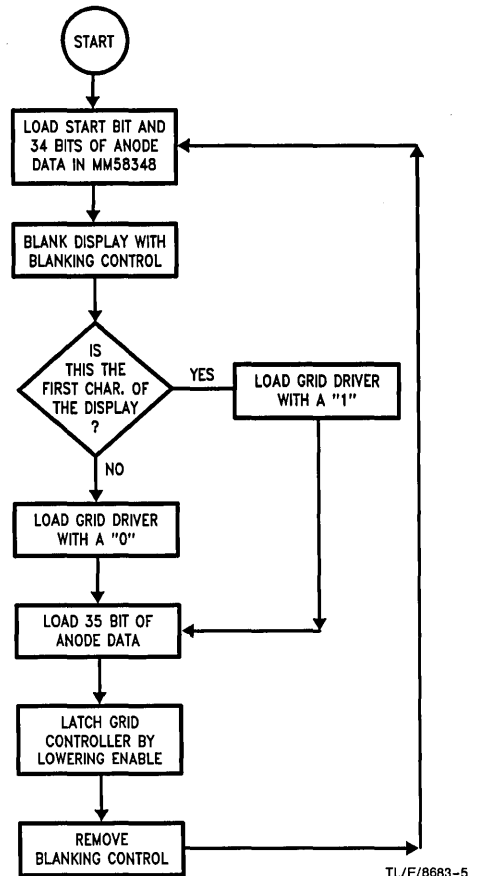 START
LOAD START BIT AND
34 BITS OF ANODE
DATA IN MM58348
BLANK DISPLAY WITH
BLANKING CONTROL
IS
THIS THE
FIRST CHAR. OF
THE DISPLAY
?
YES
LOAD GRID DRIVER
WITH A "1"
NO
LOAD GRID DRIVER
WITH A "0"
LOAD 35 BIT OF
ANODE DATA
LATCH GRID
CONTROLLER BY
LOWERING ENABLE
REMOVE
BLANKING CONTROL
TL/F/8683-5